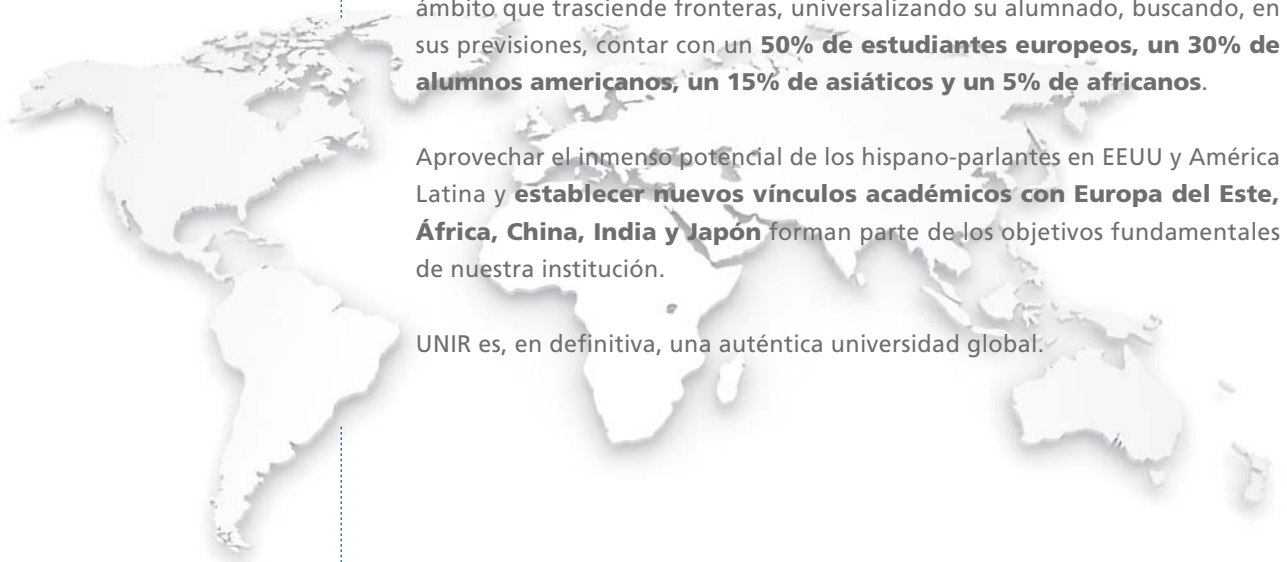 ámbito que trasciende fronteras, universalizando su alumnado, buscando, en
sus previsiones, contar con un 50% de estudiantes europeos, un 30% de
alumnos americanos, un 15% de asiáticos y un 5% de africanos.
Aprovechar el inmenso potencial de los hispano-parlantes en EEUU y América
Latina y establecer nuevos vínculos académicos con Europa del Este,
África, China, India y Japón forman parte de los objetivos fundamentales
de nuestra institución.
UNIR es, en definitiva, una auténtica universidad global.